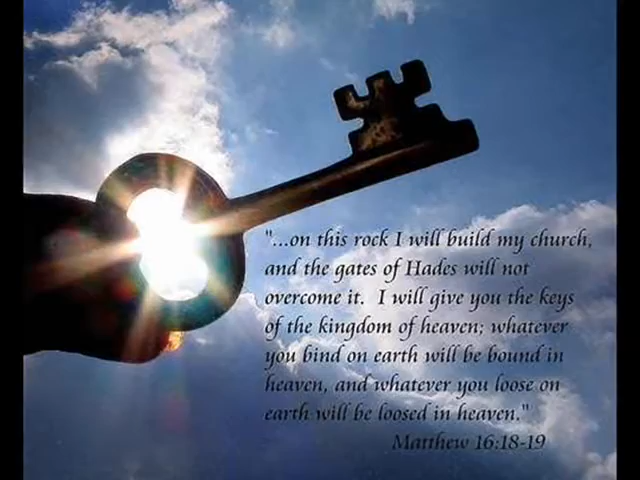 "...on this rock I will build my church,
and the gates of Hades will not
overcome it. I will give you the keys
of the kingdom of heaven; whatever
you bind on earth will be bound in
heaven, and whatever you loose on
earth will be loosed in heaven."
Matthew 16:18-19